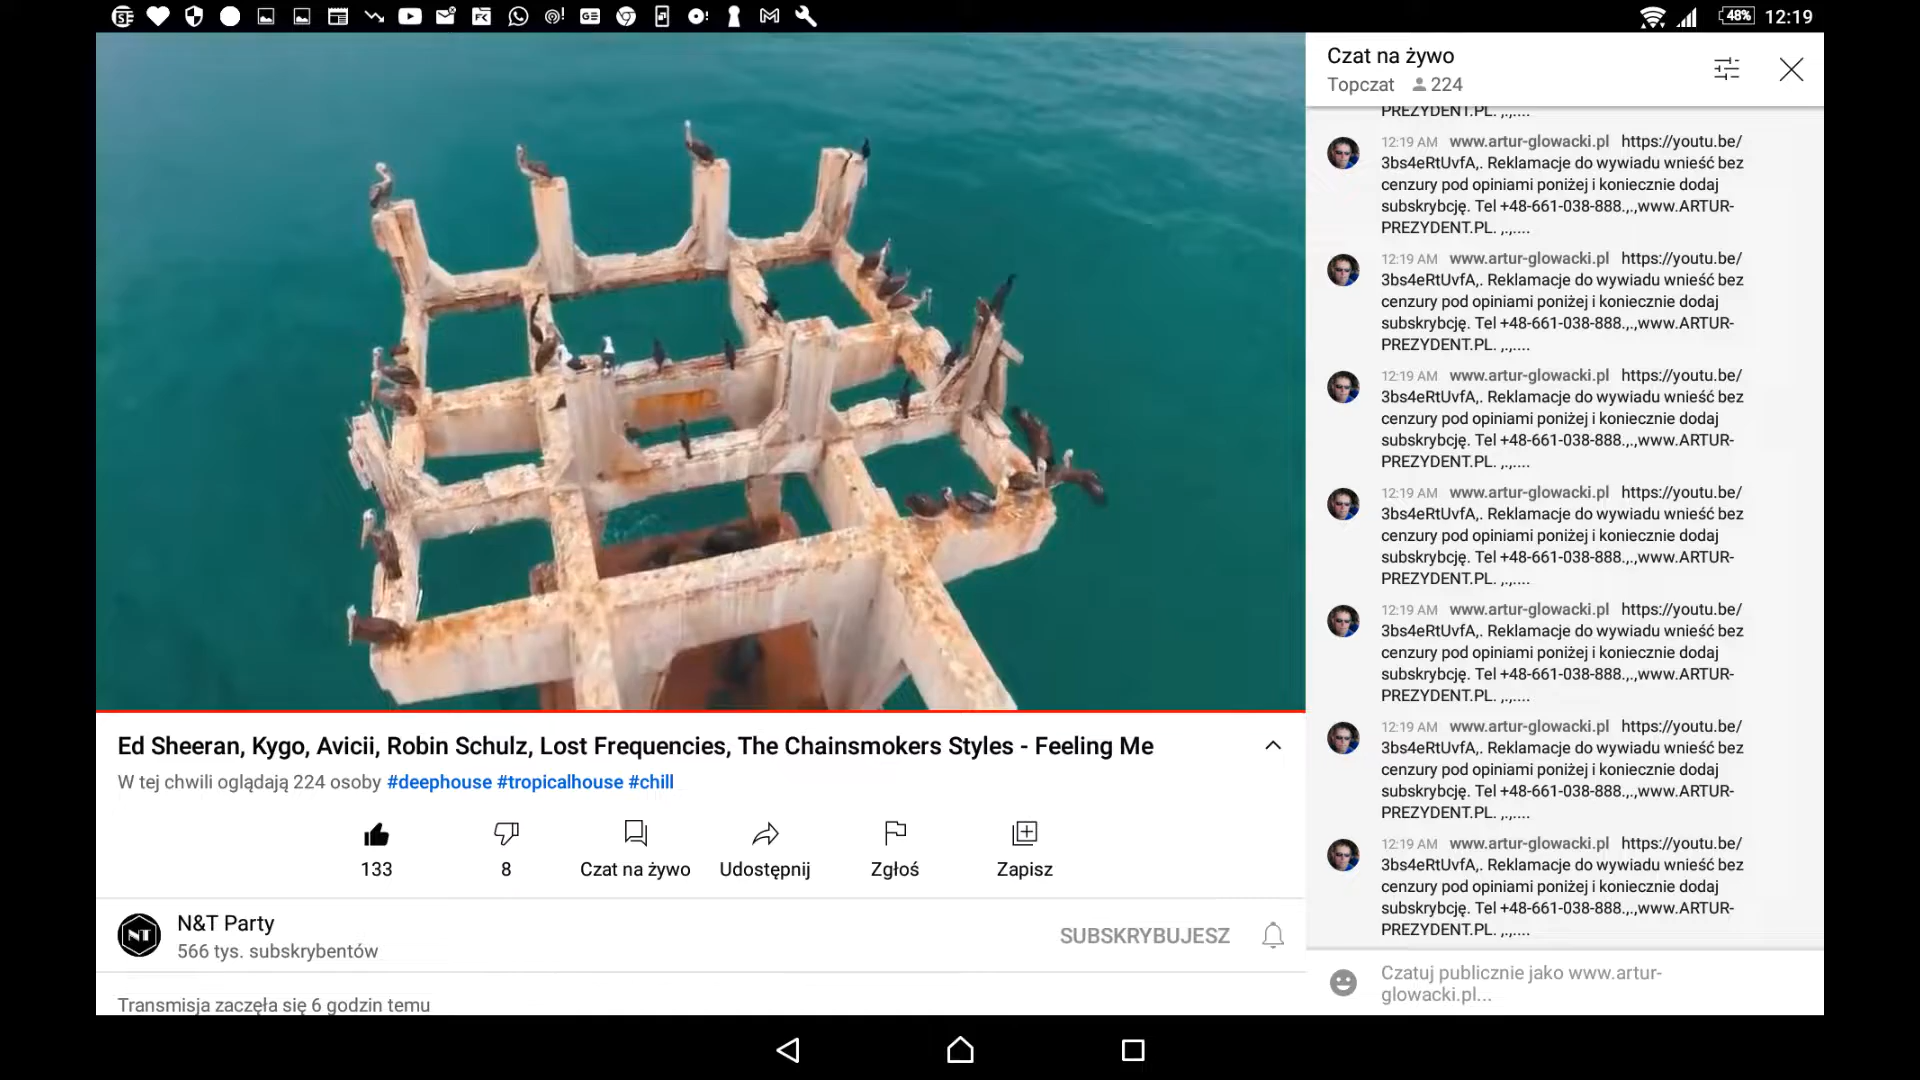 48% 12:19
Czat na żywo
Topczat 224
PREZYDENT.PL. ,.,....
12:19 AM www.artur-glowacki.pl https://youtu.be/
3bs4eRtUvfA,. Reklamacje do wywiadu wnieść bez
cenzury pod opiniami poniżej i koniecznie dodaj
subskrybcję. Tel +48-661-038-888.,.,www.ARTUR-
PREZYDENT.PL. ,.,....
12:19 AM www.artur-glowacki.pl https://youtu.be/
3bs4eRtUvfA,. Reklamacje do wywiadu wnieść bez
cenzury pod opiniami poniżej i koniecznie dodaj
subskrybcję. Tel +48-661-038-888.,.,www.ARTUR-
PREZYDENT.PL. ,.,....
12:19 AM www.artur-glowacki.pl https://youtu.be/
3bs4eRtUvfA,. Reklamacje do wywiadu wnieść bez
cenzury pod opiniami poniżej i koniecznie dodaj
subskrybcję. Tel +48-661-038-888.,.,www.ARTUR-
PREZYDENT.PL. ,.,....
12:19 AM www.artur-glowacki.pl https://youtu.be/
3bs4eRtUvfA,. Reklamacje do wywiadu wnieść bez
cenzury pod opiniami poniżej i koniecznie dodaj
subskrybcję. Tel +48-661-038-888.,.,www.ARTUR-
PREZYDENT.PL. ,.,....
12:19 AM www.artur-glowacki.pl https://youtu.be/
3bs4eRtUvfA,. Reklamacje do wywiadu wnieść bez
cenzury pod opiniami poniżej i koniecznie dodaj
subskrybcję. Tel +48-661-038-888.,.,www.ARTUR-
PREZYDENT.PL. ,.,....
12:19 AM www.artur-glowacki.pl https://youtu.be/
3bs4eRtUvfA,. Reklamacje do wywiadu wnieść bez
cenzury pod opiniami poniżej i koniecznie dodaj
subskrybcję. Tel +48-661-038-888.,.,www.ARTUR-
PREZYDENT.PL. ,.,....
12:19 AM www.artur-glowacki.pl https://youtu.be/
3bs4eRtUvfA,. Reklamacje do wywiadu wnieść bez
cenzury pod opiniami poniżej i koniecznie dodaj
subskrybcję. Tel +48-661-038-888.,.,www.ARTUR-
PREZYDENT.PL. ,.,....
Czatuj publicznie jako www.artur-
glowacki.pl...
Ed Sheeran, Kygo, Avicii, Robin Schulz, Lost Frequencies, The Chainsmokers Styles - Feeling Me
W tej chwili oglądają 224 osoby #deephouse #tropicalhouse #chill
133 8 Czat na żywo Udostępnij Zgłoś Zapisz
NT
N&T Party
566 tys. subskrybentów
SUBSKRYBUJESZ
Transmisja zaczęła się 6 godzin temu